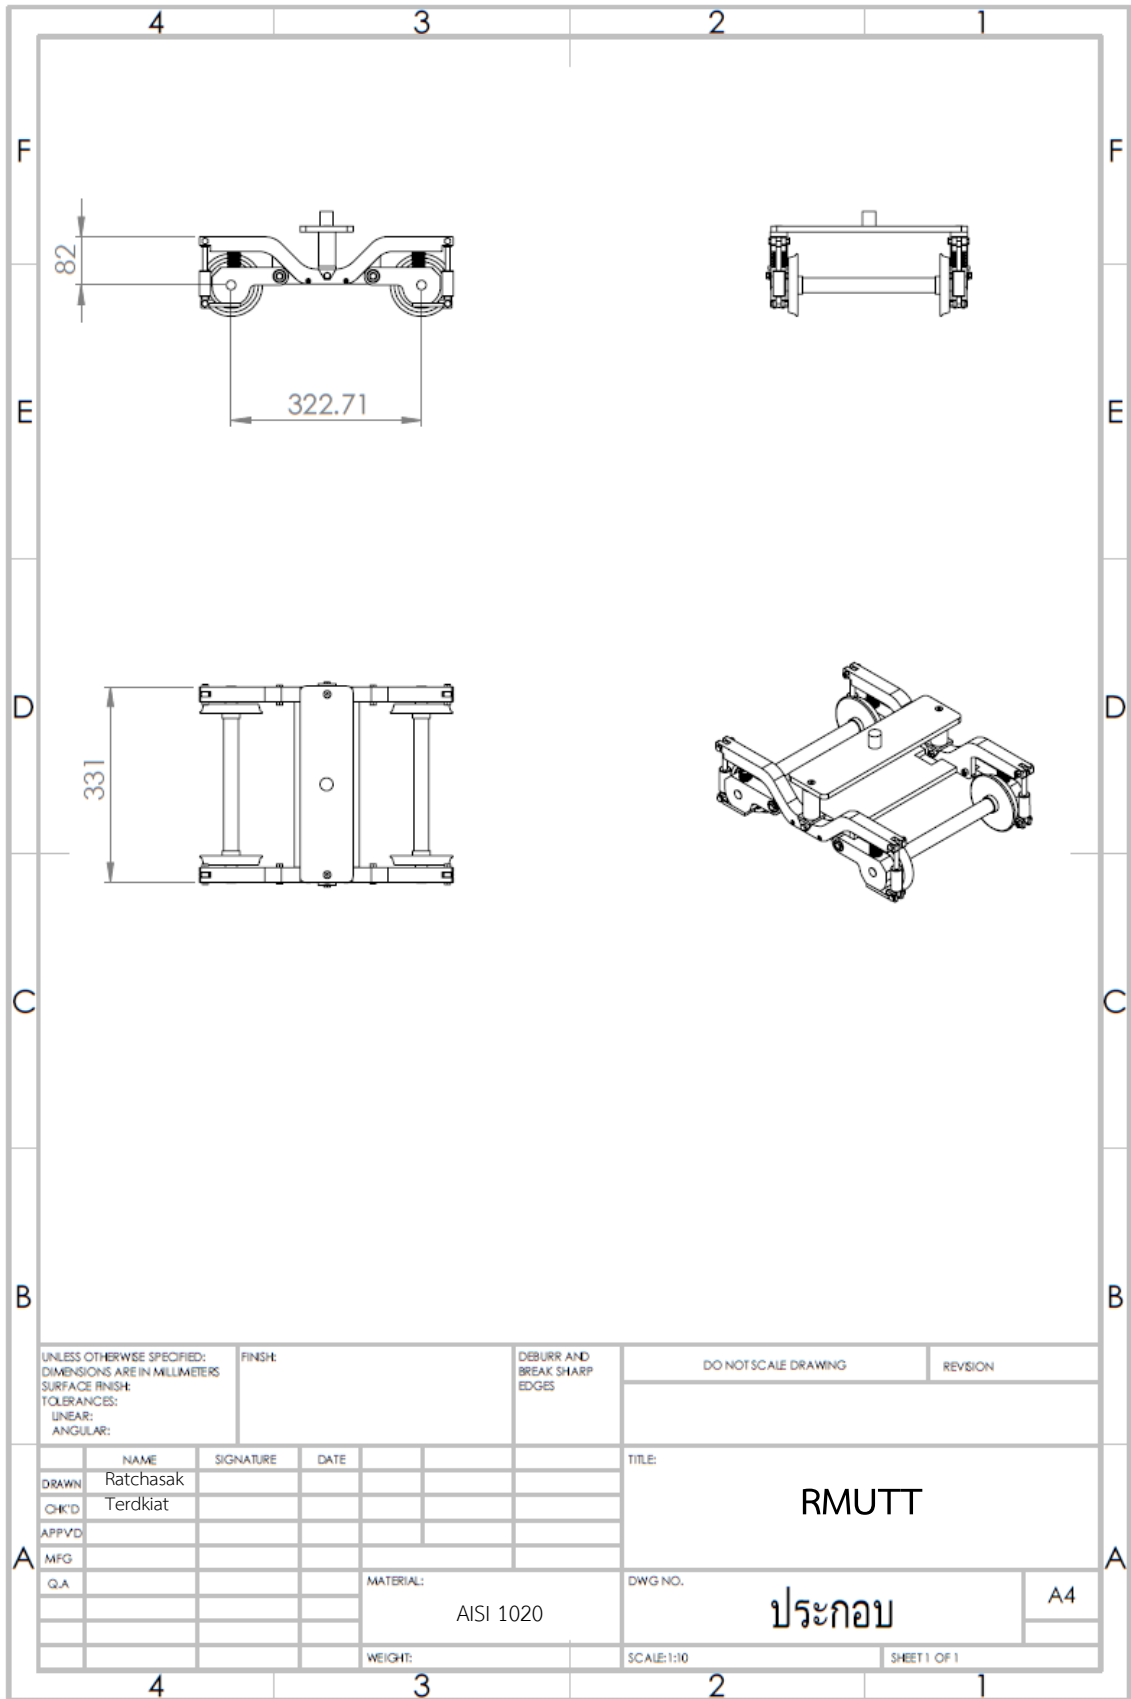 4 3 2 1
F F
82
322.71
E E
D D
331
C C
B B
UNLESS OTHERWISE SPECIFIED:
DIMENSIONS ARE IN MILLIMETERS
SURFACE FINISH:
TOLERANCES:
LINEAR:
ANGULAR:
FINISH:
DEBURR AND
BREAK SHARP
EDGES
DO NOT SCALE DRAWING
REVISION
NAME SIGNATURE DATE
DRAWN Ratchasak
CHK'D Terdkiat
APPV'D
MFG
Q.A
TITLE:
RMUTT
A A
MATERIAL:
AISI 1020
DWG NO.
ประกอบ
A4
WEIGHT:
SCALE:1:10
SHEET 1 OF 1
4 3 2 1